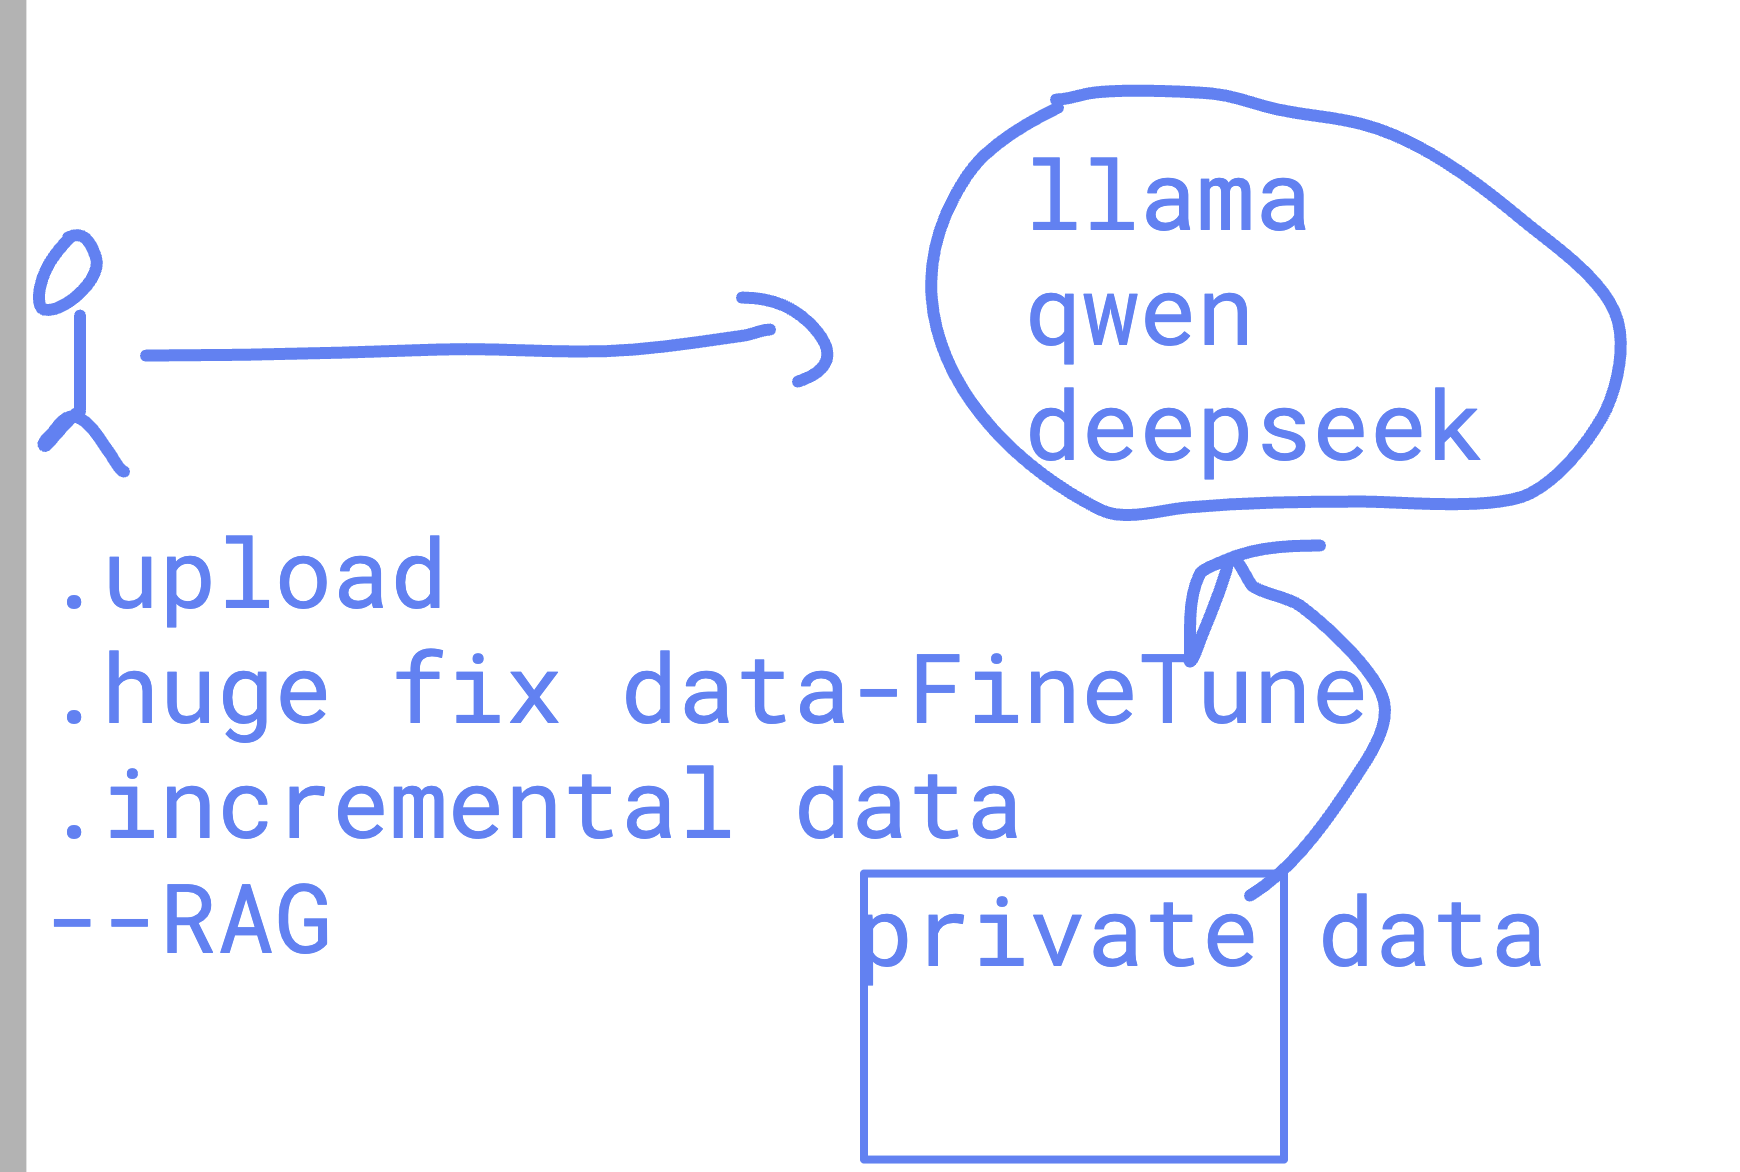 llama
qwen
deepseek
.upload
.huge fix data-FineTune
.incremental data
--RAG
private data